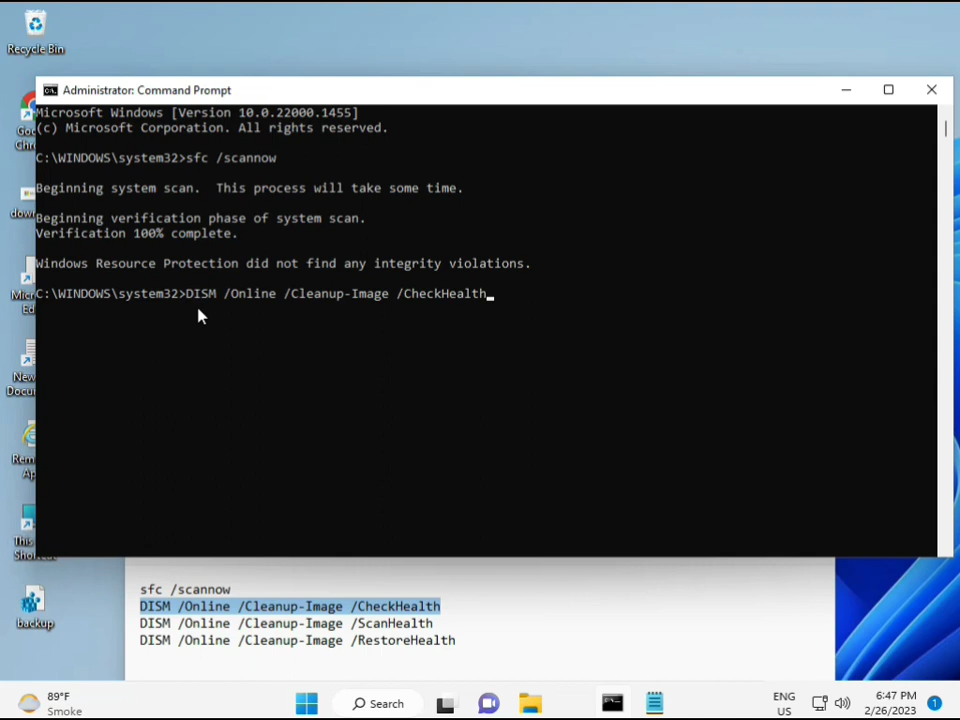 Recycle Bin
Administrator: Command Prompt
Microsoft Windows [Version 10.0.22000.1455]
(c) Microsoft Corporation. All rights reserved.
C:\WINDOWS\system32>sfc /scannow
Beginning system scan.  This process will take some time.
Beginning verification phase of system scan.
Verification 100% complete.
Windows Resource Protection did not find any integrity violations.
C:\WINDOWS\system32>DISM /Online /Cleanup-Image /CheckHealth
backup
sfc /scannow
DISM /Online /Cleanup-Image /CheckHealth
DISM /Online /Cleanup-Image /ScanHealth
DISM /Online /Cleanup-Image /RestoreHealth
89°F
Smoke
Search
ENG
US
6:47 PM
2/26/2023
1